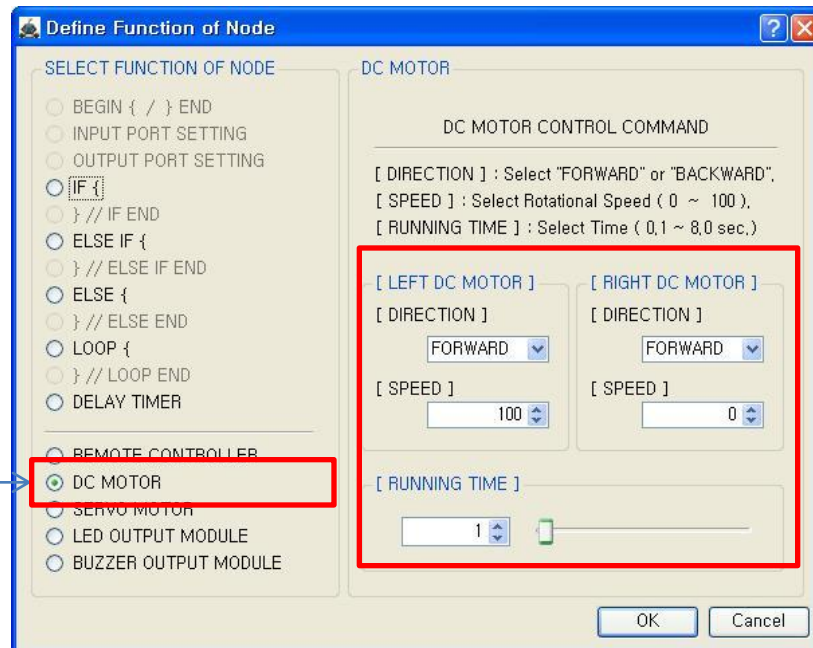 Define Function of Node
SELECT FUNCTION OF NODE
BEGIN { / } END
INPUT PORT SETTING
OUTPUT PORT SETTING
IF {
} // IF END
ELSE IF {
} // ELSE IF END
ELSE {
} // ELSE END
LOOP {
} // LOOP END
DELAY TIMER
REMOTE CONTROLLER
DC MOTOR
SERVO MOTOR
LED OUTPUT MODULE
BUZZER OUTPUT MODULE
DC MOTOR
DC MOTOR CONTROL COMMAND
[ DIRECTION ] : Select "FORWARD" or "BACKWARD",
[ SPEED ] : Select Rotational Speed ( 0 ~ 100 ),
[ RUNNING TIME ] : Select Time ( 0,1 ~ 8,0 sec,)
[ LEFT DC MOTOR ]
[ DIRECTION ]
FORWARD
[ SPEED ]
100
[ RIGHT DC MOTOR ]
[ DIRECTION ]
FORWARD
[ SPEED ]
0
[ RUNNING TIME ]
1
OK
Cancel